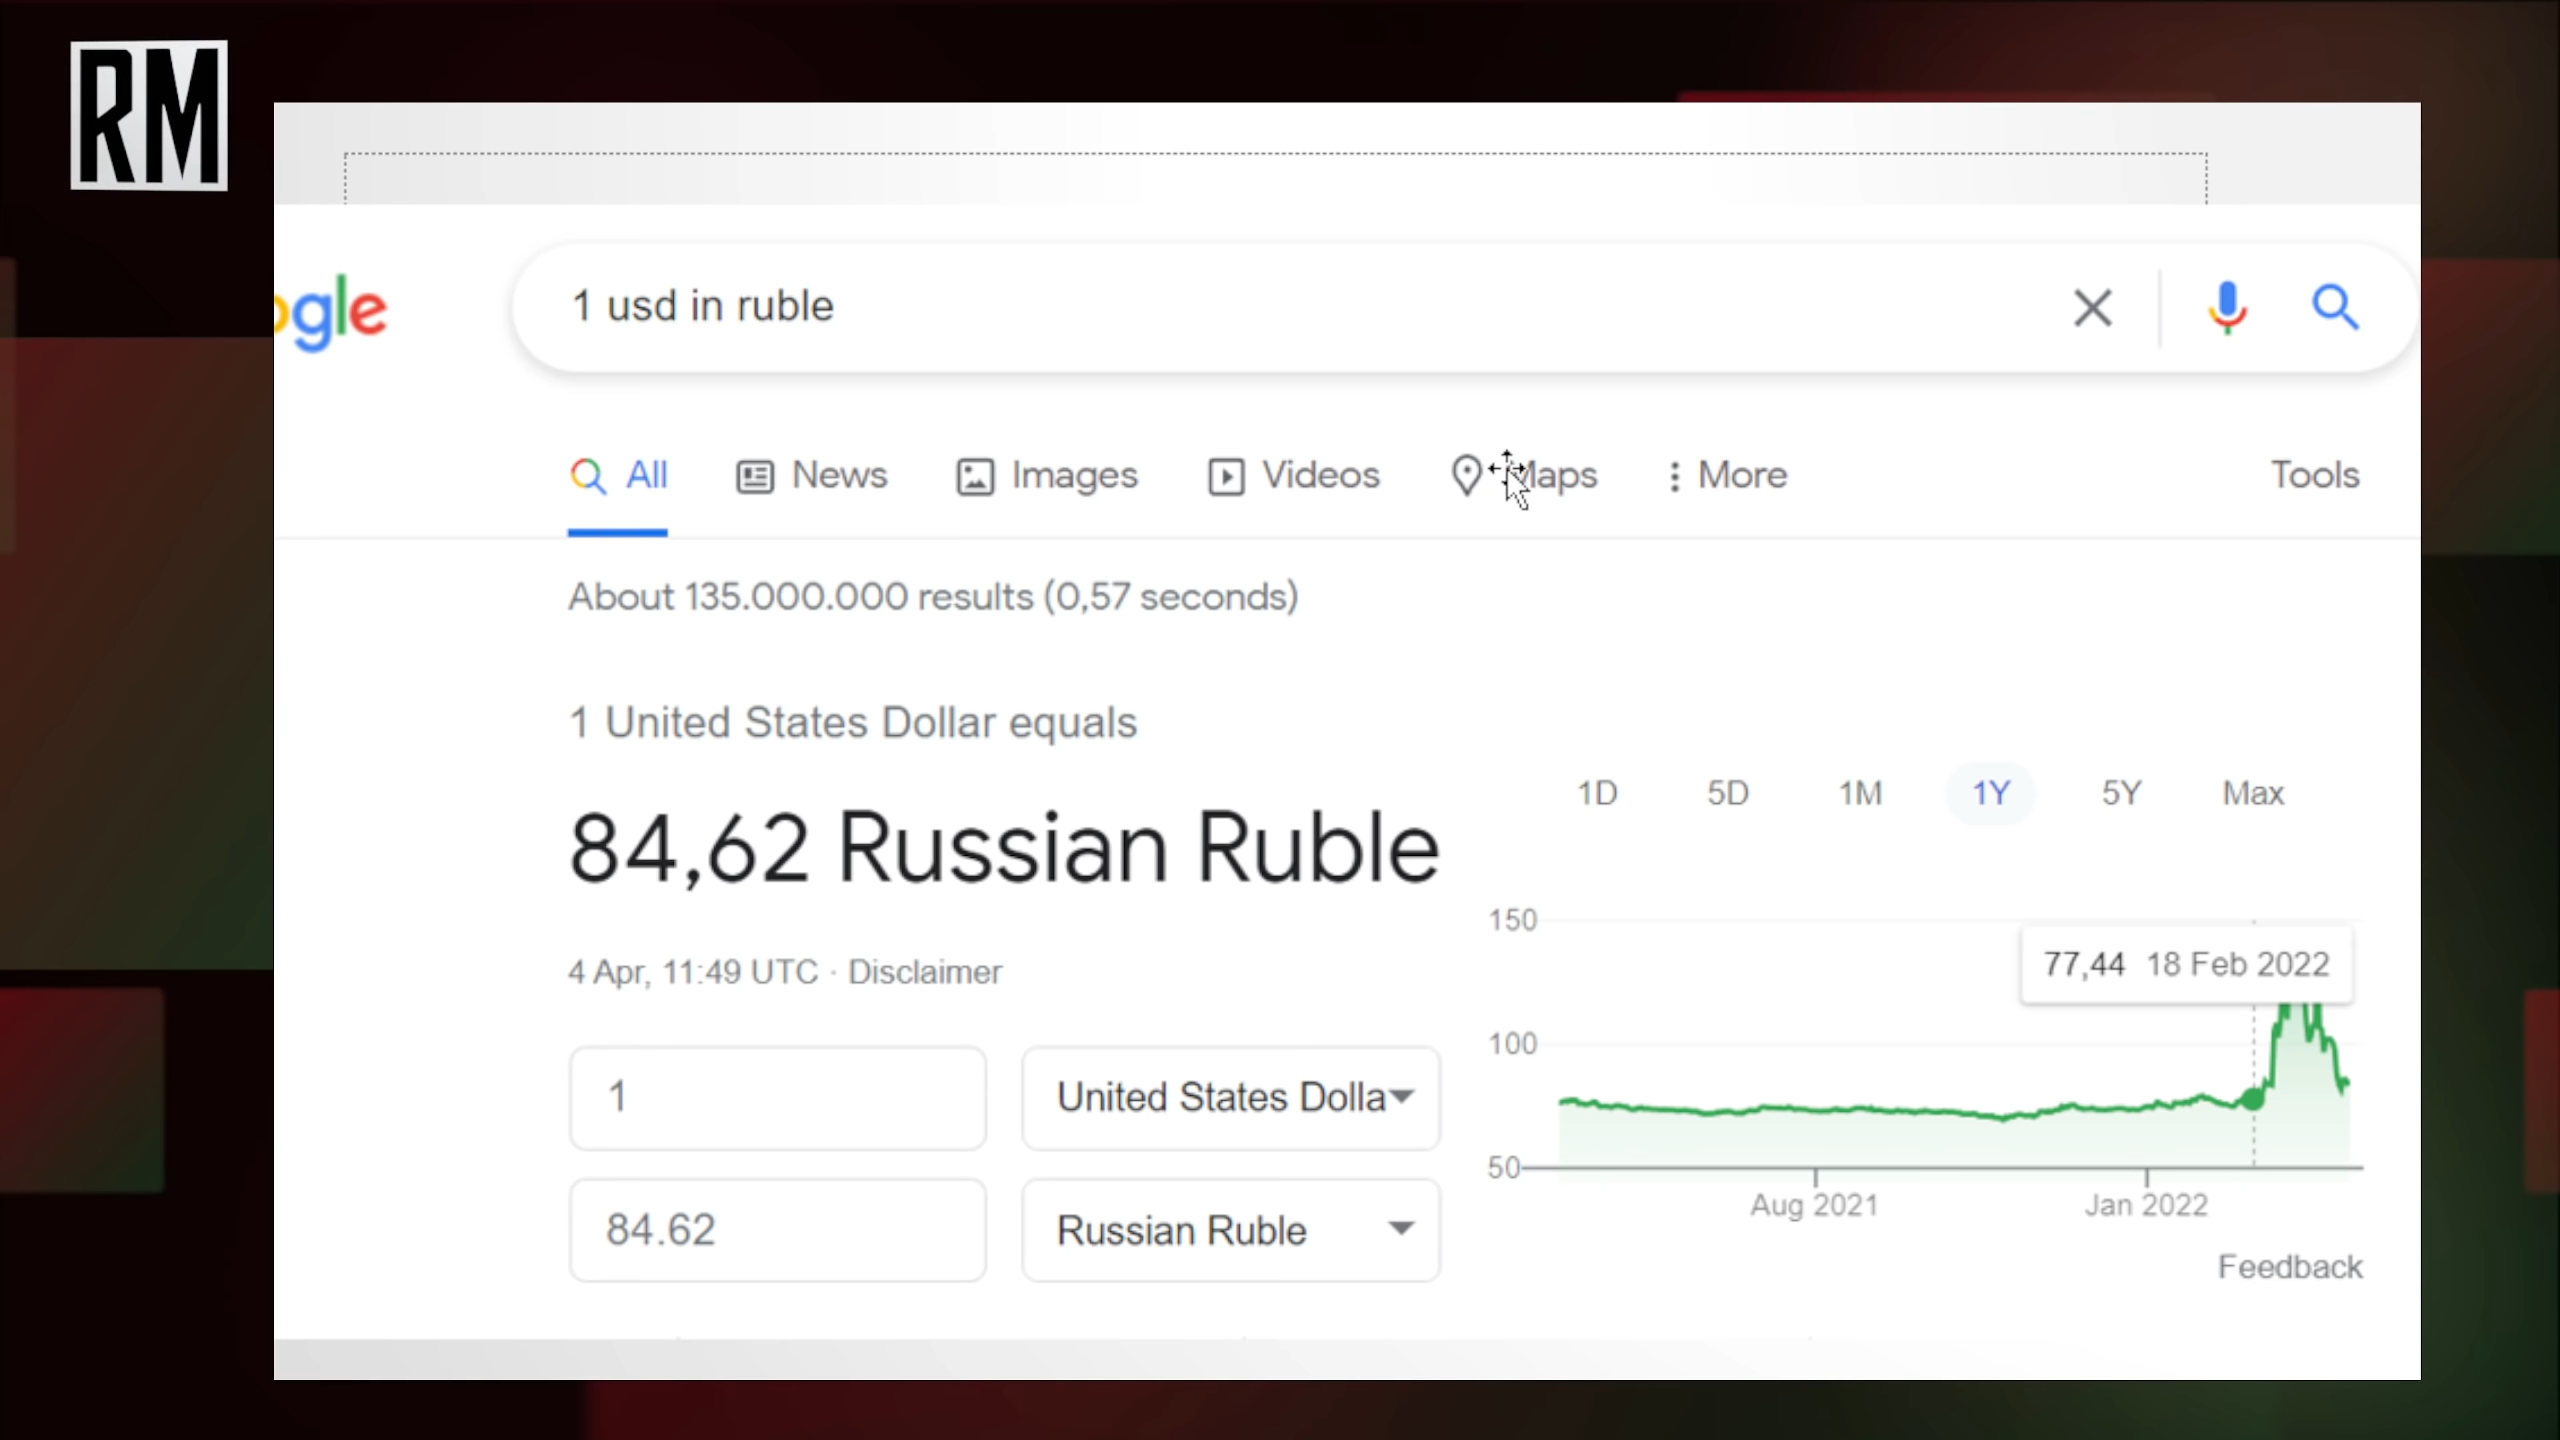 RM
ogle
1 usd in ruble
All News Images Videos Maps More Tools
About 135.000.000 results (0,57 seconds)
1 United States Dollar equals
84,62 Russian Ruble
4 Apr, 11:49 UTC · Disclaimer
1 United States Dolla
84.62 Russian Ruble
1D 5D 1M 1Y 5Y Max
150
77,44 18 Feb 2022
100
50
Aug 2021 Jan 2022
Feedback